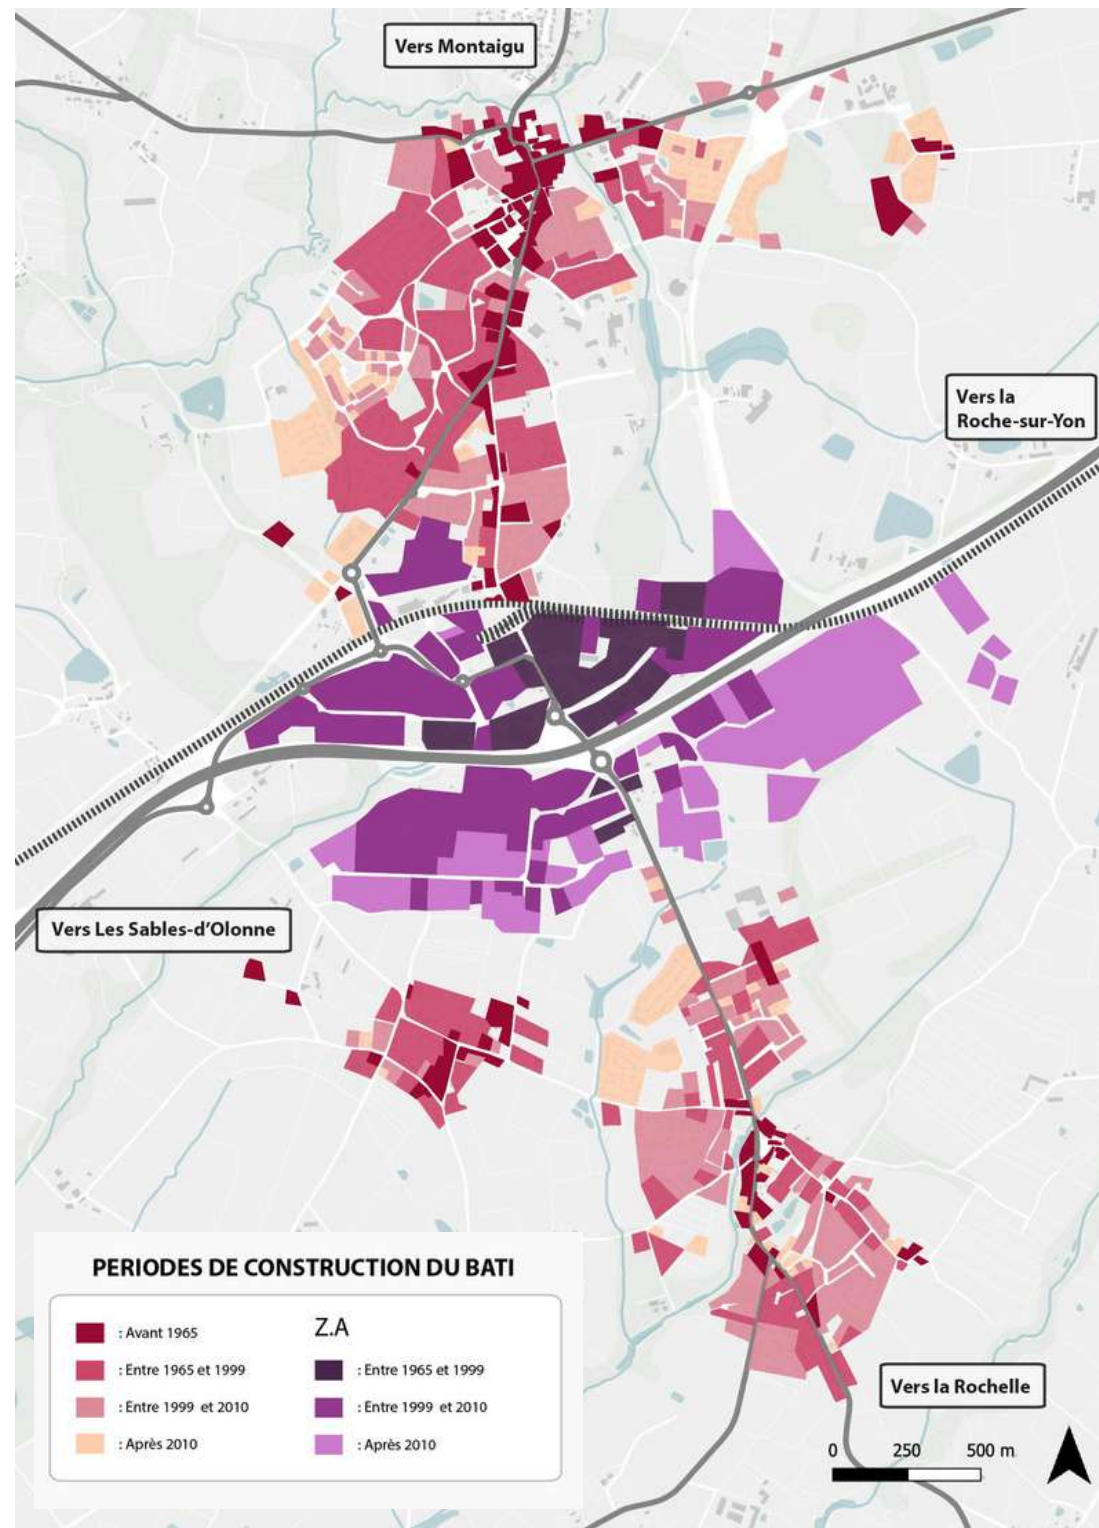 Vers Montaigu
Vers la
Roche-sur-Yon
Vers Les Sables-d'Olonne
PERIODES DE CONSTRUCTION DU BATI
: Avant 1965
: Entre 1965 et 1999
: Entre 1999 et 2010
: Après 2010
Z.A
: Entre 1965 et 1999
: Entre 1999 et 2010
: Après 2010
Vers la Rochelle
0 250 500 m